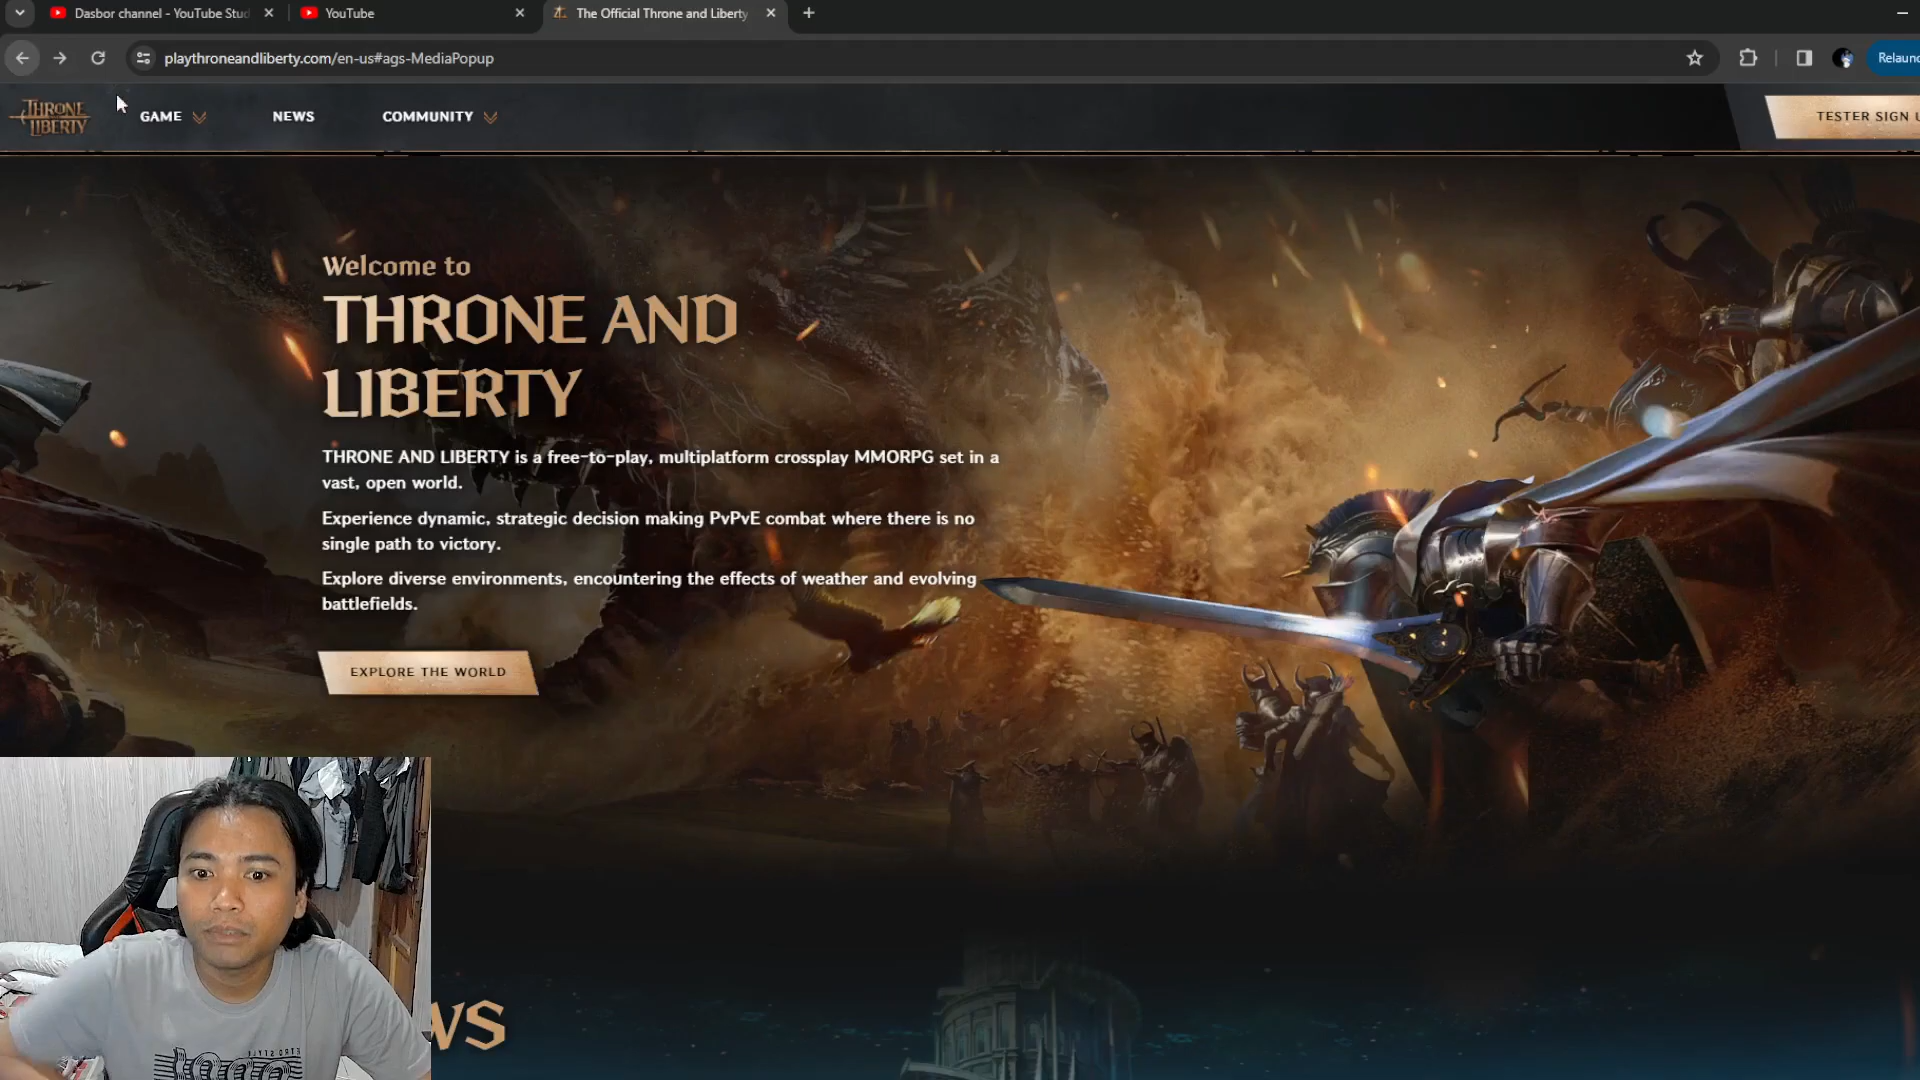 Dasbor channel - YouTube Stud
YouTube
The Official Throne and Liberty
playthroneandliberty.com/en-us#ags-MediaPopup
Relaunc
THRONE
LIBERTY
GAME
NEWS
COMMUNITY
TESTER SIGN U
Welcome to
THRONE AND
LIBERTY
THRONE AND LIBERTY is a free-to-play, multiplatform crossplay MMORPG set in a
vast, open world.
Experience dynamic, strategic decision making PvPvE combat where there is no
single path to victory.
Explore diverse environments, encountering the effects of weather and evolving
battlefields.
EXPLORE THE WORLD
WS